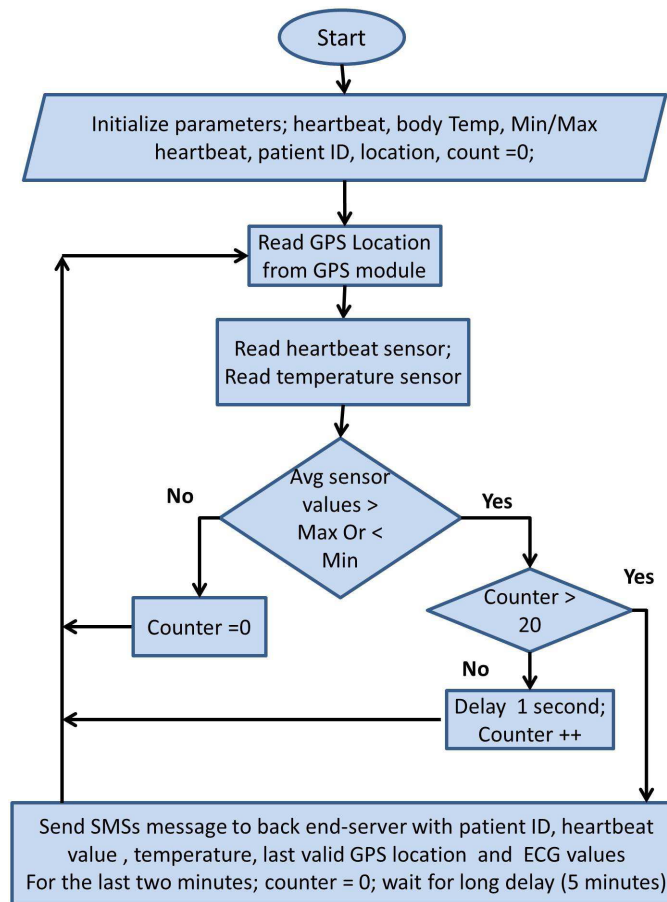 Start
Initialize parameters; heartbeat, body Temp, Min/Max
heartbeat, patient ID, location, count =0;
Read GPS Location
from GPS module
Read heartbeat sensor;
Read temperature sensor
Avg sensor
values >
Max Or <
Min
No
Yes
Counter =0
Counter >
20
Yes
No
Delay 1 second;
Counter ++
Send SMSs message to back end-server with patient ID, heartbeat
value , temperature, last valid GPS location and ECG values
For the last two minutes; counter = 0; wait for long delay (5 minutes)